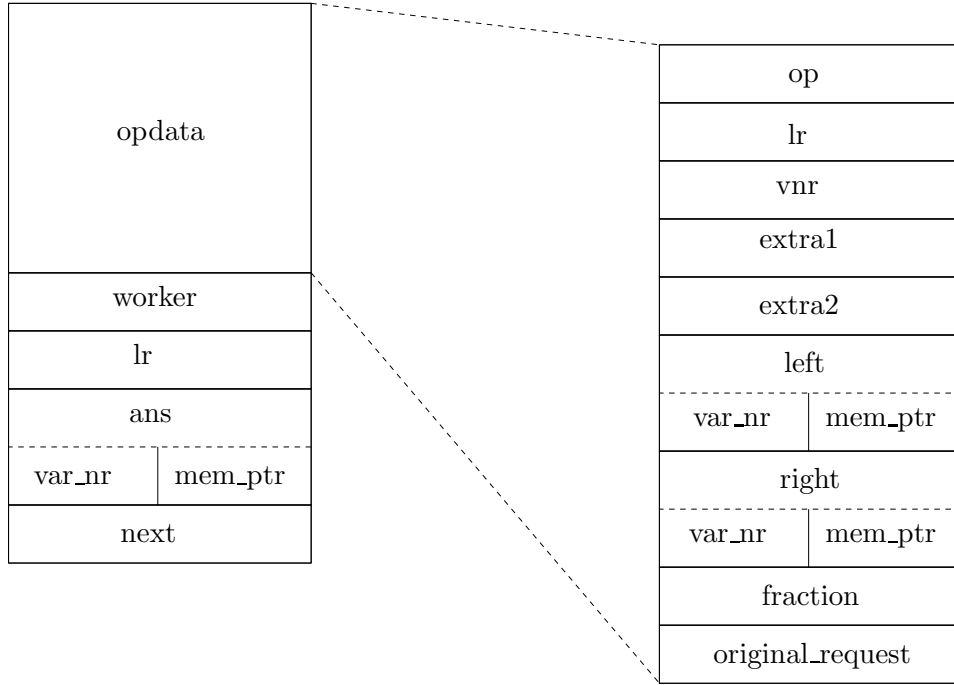 opdata
worker
lr
ans
var_nr mem_ptr
next
op
lr
vnr
extra1
extra2
left
var_nr mem_ptr
right
var_nr mem_ptr
fraction
original_request